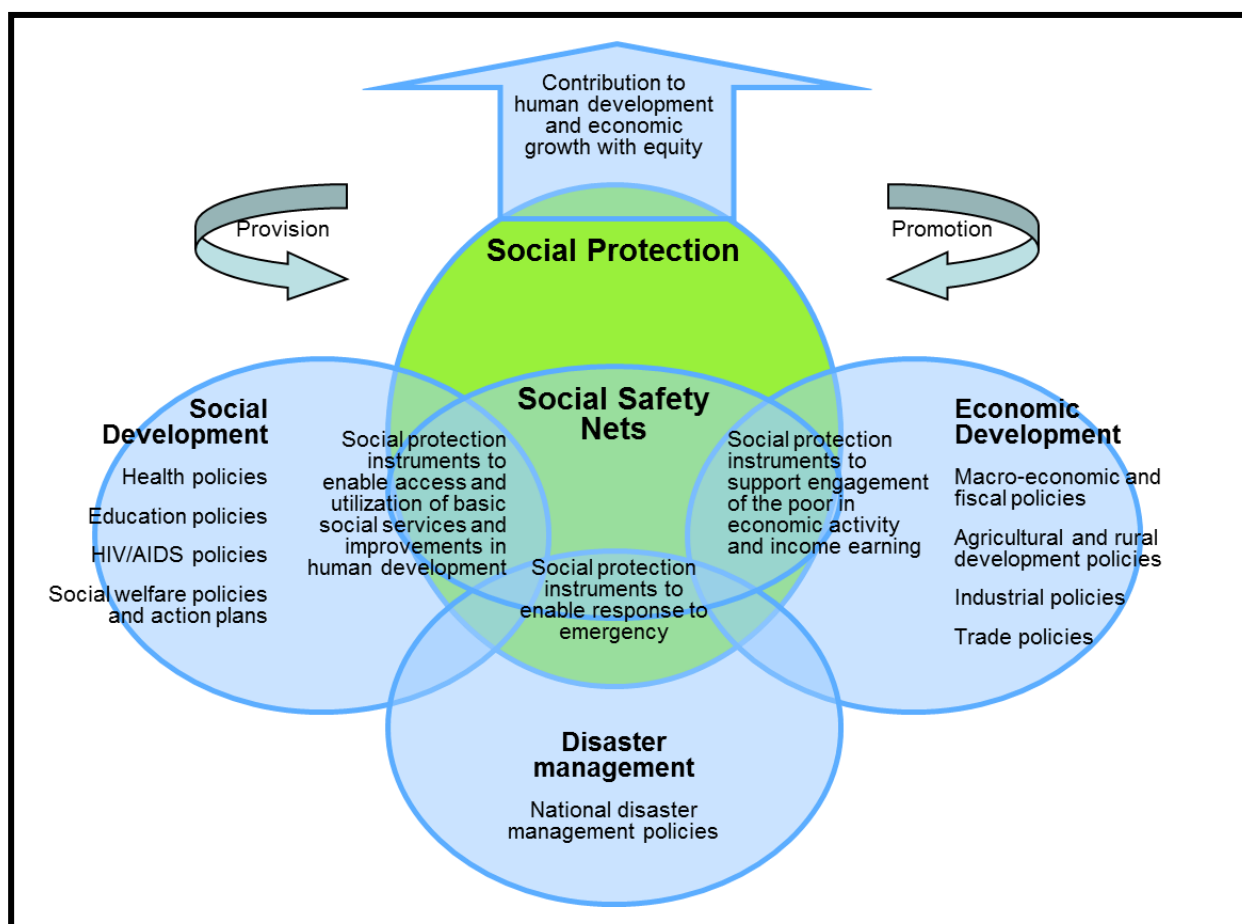 Contribution to
human development
and economic
growth with equity
Provision
Promotion
Social Protection
Social Safety
Nets
Social
Development
Health policies
Education policies
HIV/AIDS policies
Social welfare policies
and action plans
Social protection
instruments to
enable access and
utilization of basic
social services and
improvements in
human development
Social protection
instruments to
support engagement
of the poor in
economic activity
and income earning
Economic
Development
Macro-economic and
fiscal policies
Agricultural and rural
development policies
Industrial policies
Trade policies
Social protection
instruments to
enable response to
emergency
Disaster
management
National disaster
management policies